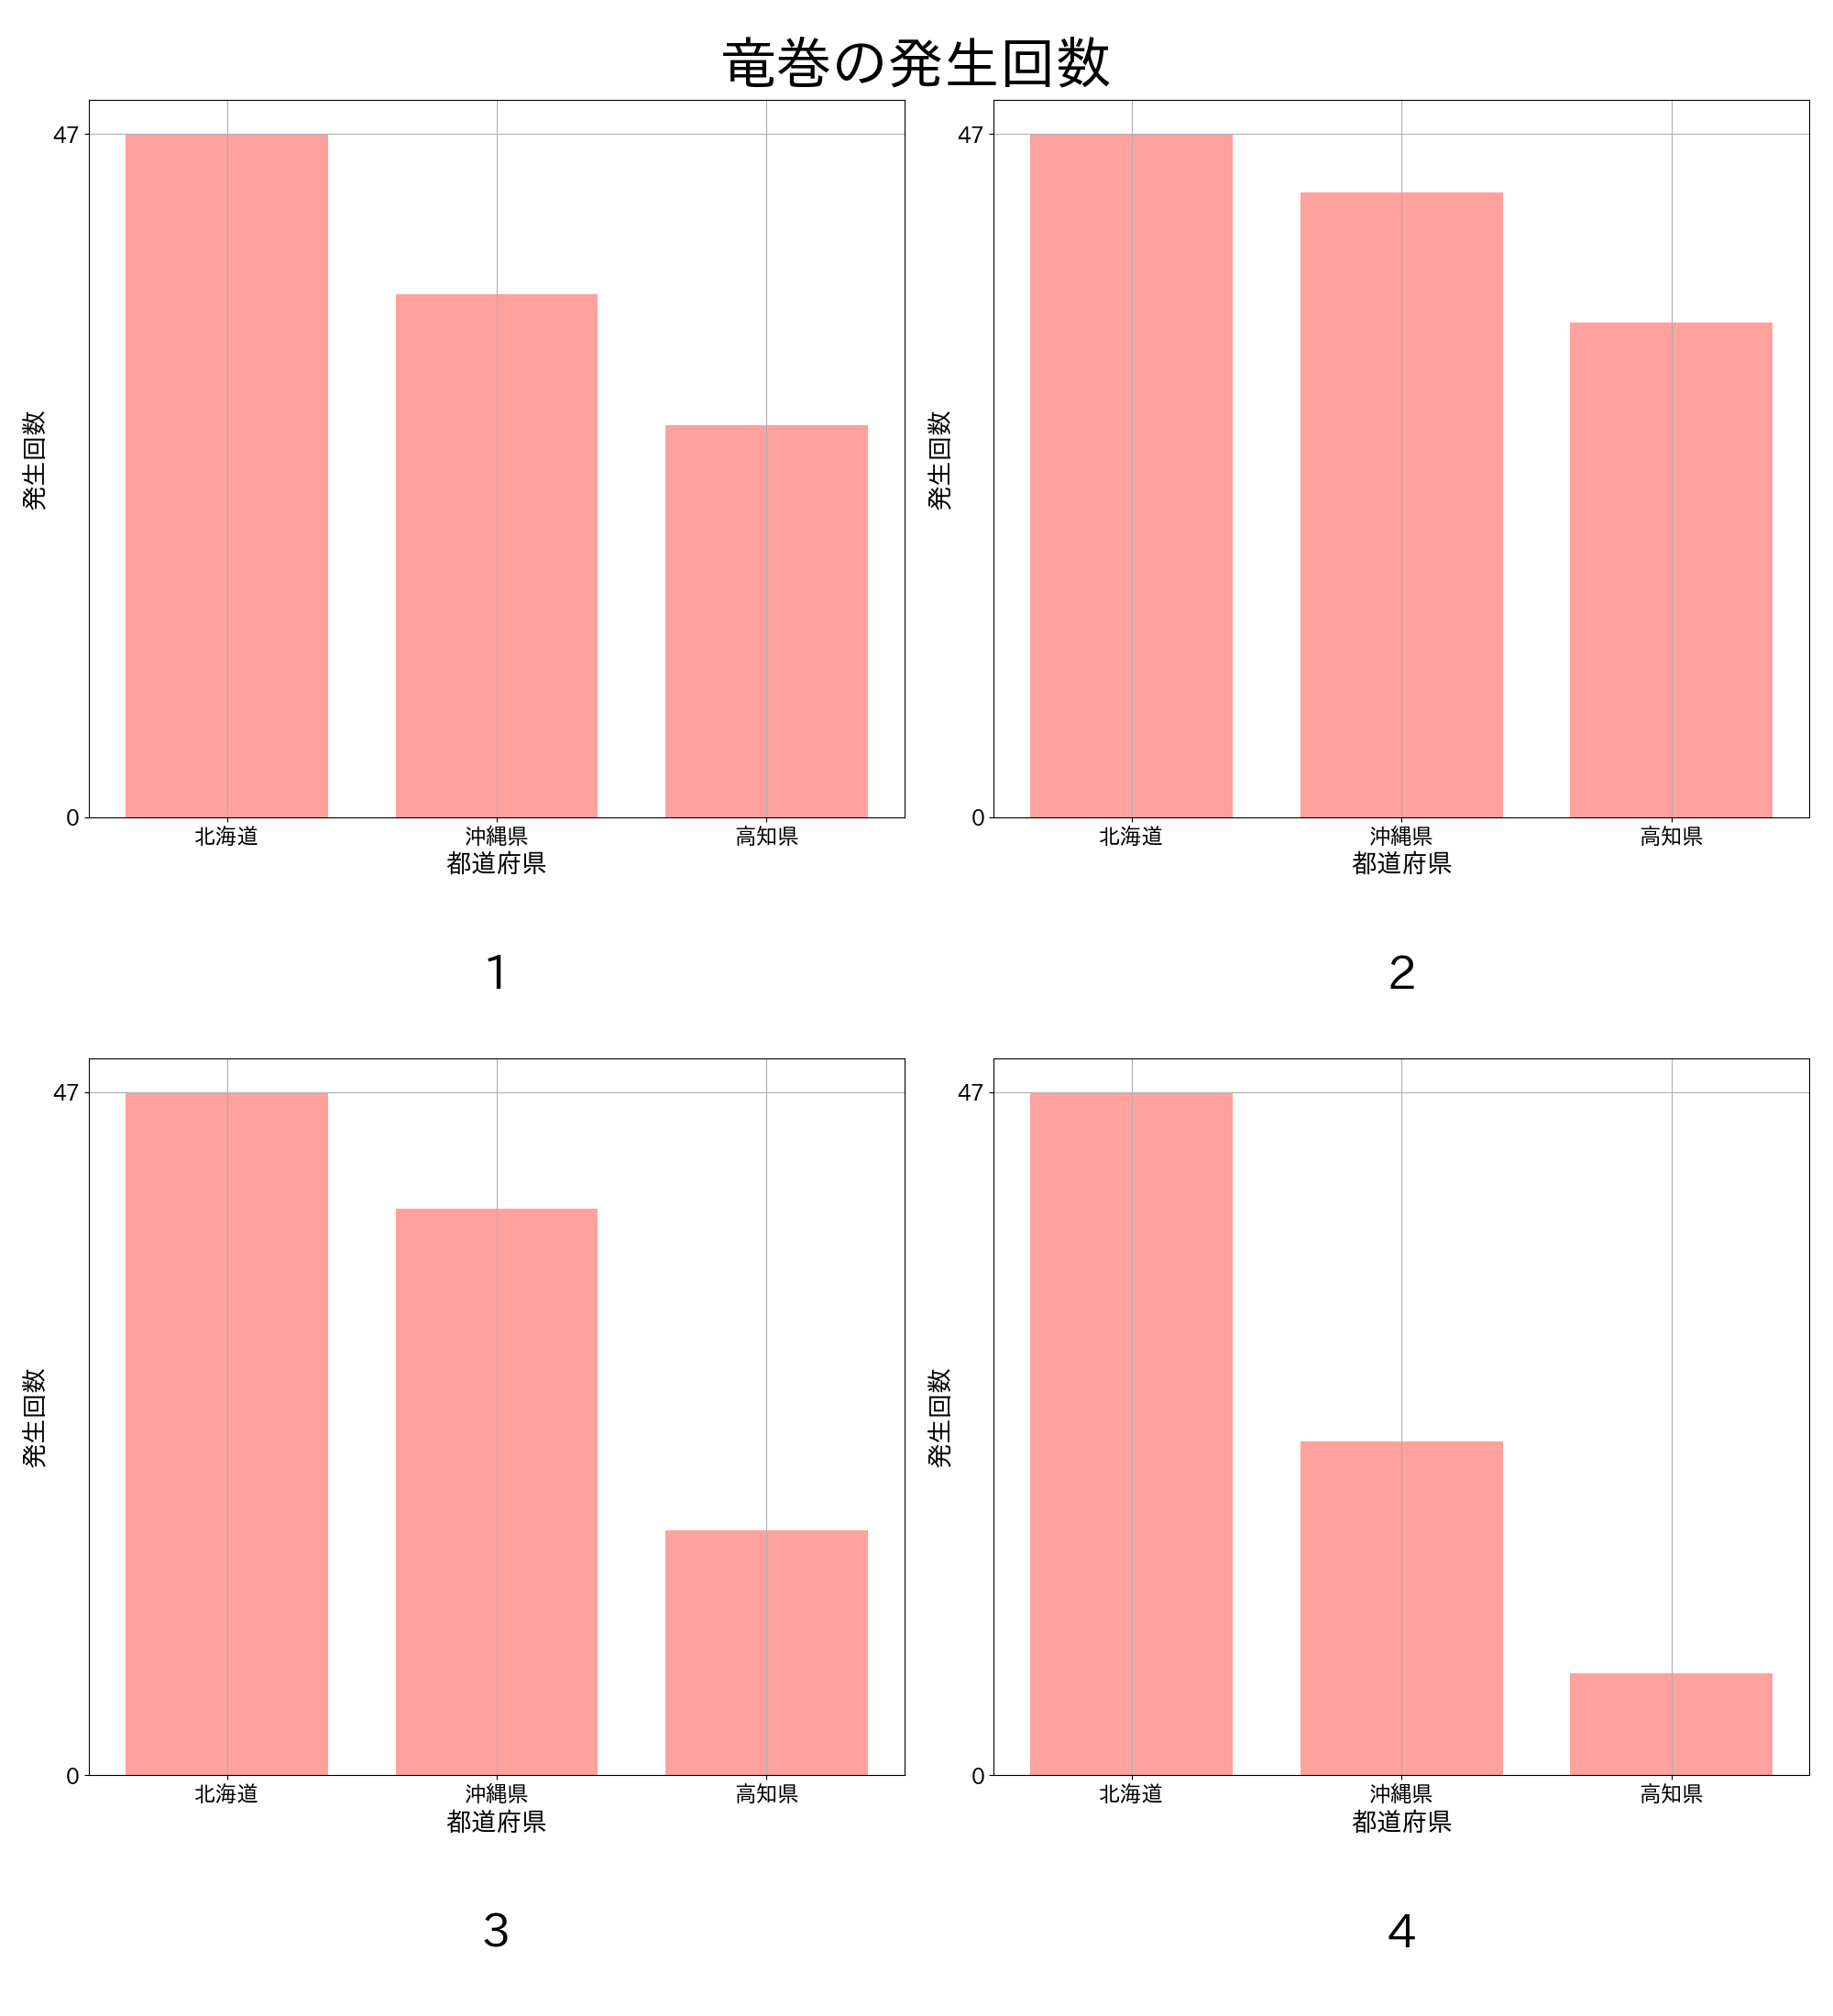 竜巻の発生回数
47
0
発生回数
北海道 沖縄県 高知県
都道府県
1
47
0
発生回数
北海道 沖縄県 高知県
都道府県
2
47
0
発生回数
北海道 沖縄県 高知県
都道府県
3
47
0
発生回数
北海道 沖縄県 高知県
都道府県
4